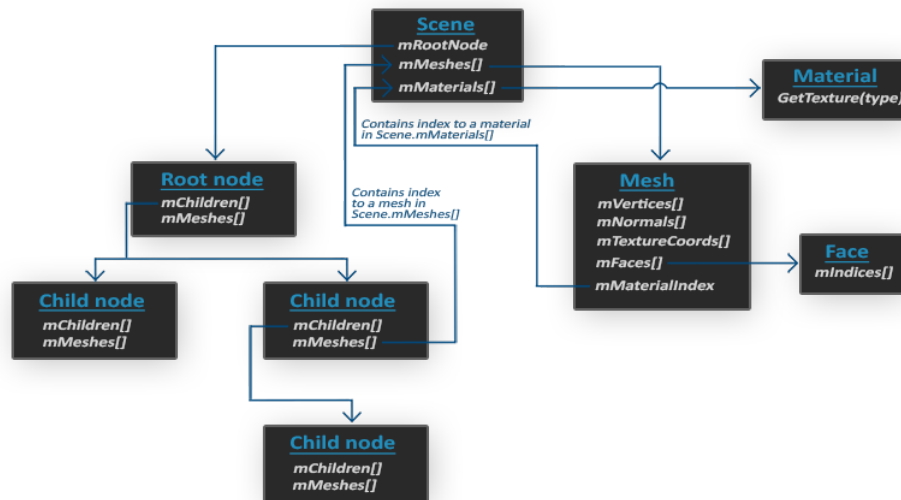 Scene
mRootNode
mMeshes[]
mMaterials[]
Material
GetTexture(type)
Contains index to a material
in Scene.mMaterials[]
Root node
mChildren[]
mMeshes[]
Contains index
to a mesh in
Scene.mMeshes[]
Mesh
mVertices[]
mNormals[]
mTextureCoords[]
mFaces[]
mMaterialIndex
Face
mIndices[]
Child node
mChildren[]
mMeshes[]
Child node
mChildren[]
mMeshes[]
Child node
mChildren[]
mMeshes[]